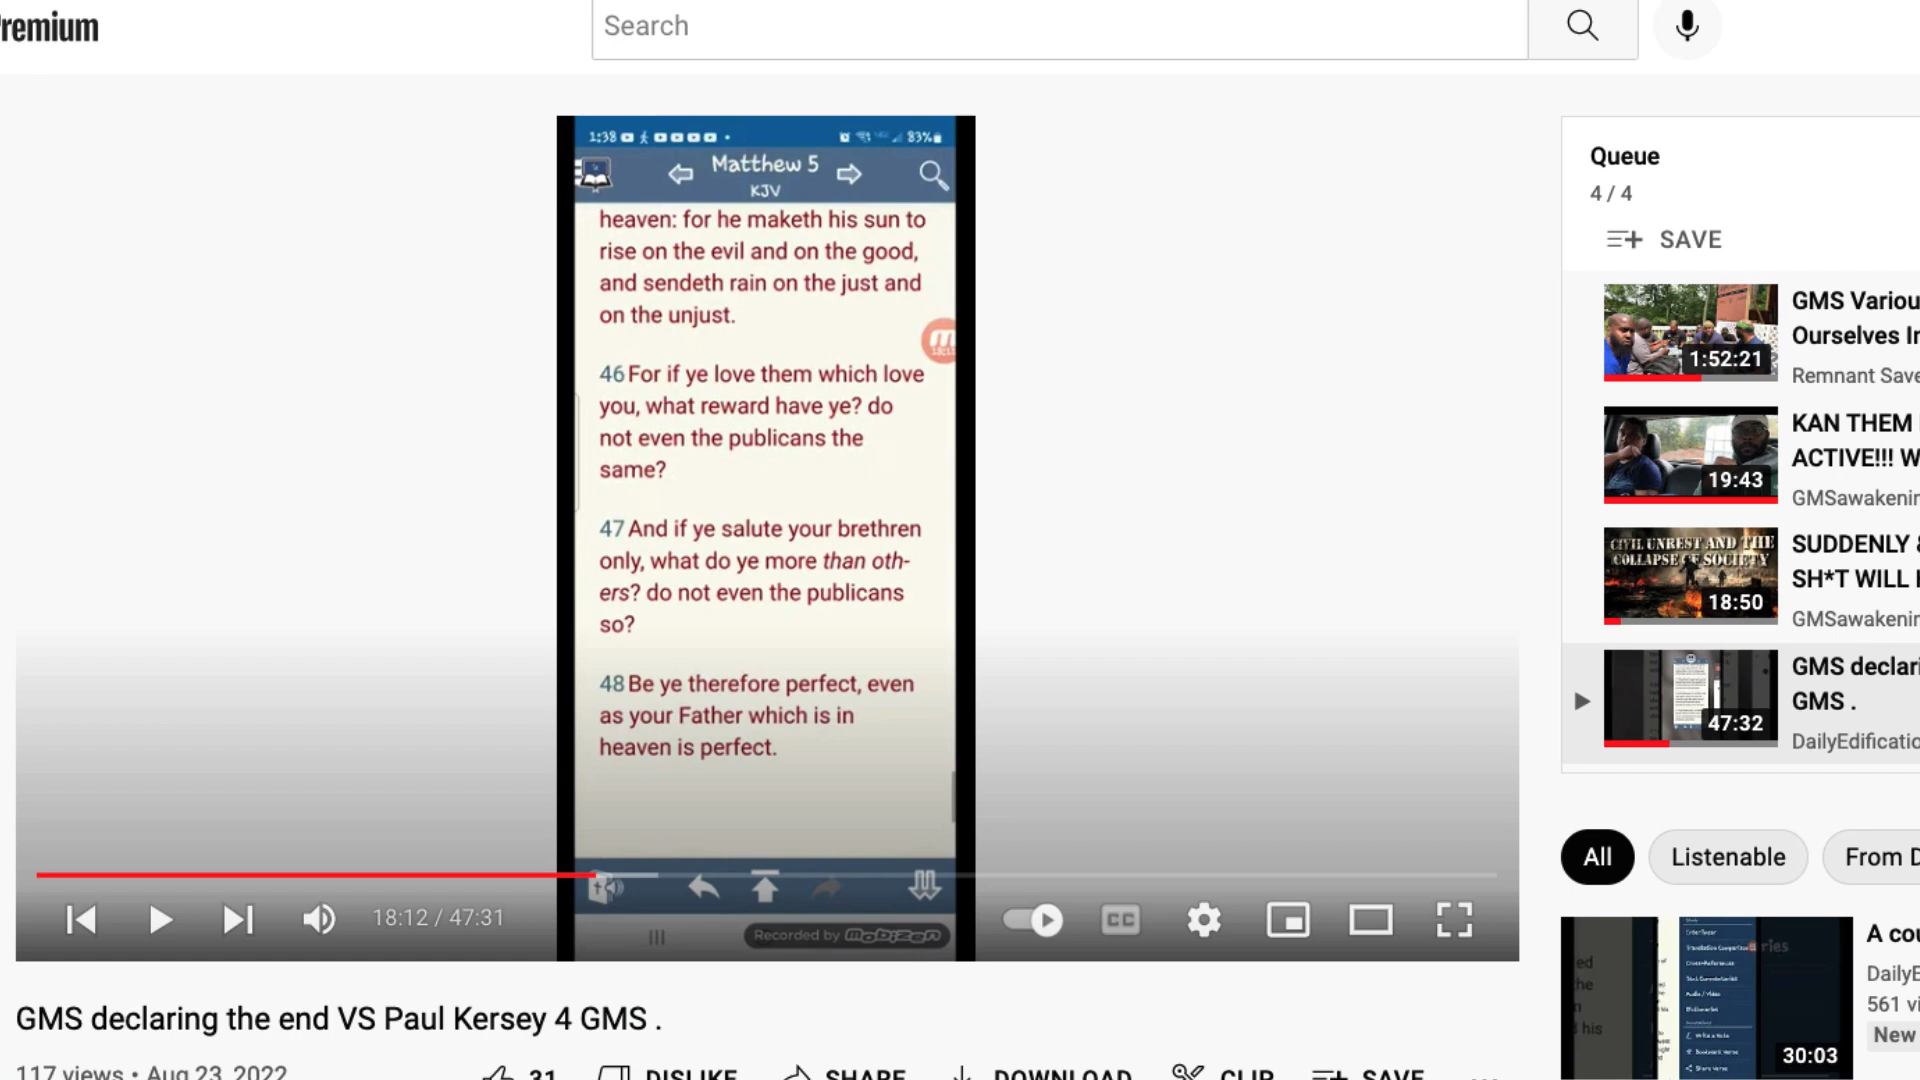 Premium
Search
1:38
83%
Matthew 5
KJV
heaven: for he maketh his sun to
rise on the evil and on the good,
and sendeth rain on the just and
on the unjust.
46 For if ye love them which love
you, what reward have ye? do
not even the publicans the
same?
47 And if ye salute your brethren
only, what do ye more than oth-
ers? do not even the publicans
so?
48 Be ye therefore perfect, even
as your Father which is in
heaven is perfect.
Recorded by mobizen
18:12 / 47:31
CC
GMS declaring the end VS Paul Kersey 4 GMS .
117 views • Aug 23, 2022
31
DISLIKE
SHARE
DOWNLOAD
CLIP
SAVE
Queue
4 / 4
SAVE
1:52:21
GMS Variou
Ourselves In
Remnant Save
19:43
KAN THEM
ACTIVE!!! W
GMSawakenin
CIVIL UNREST AND THE
COLLAPSE OF SOCIETY
18:50
SUDDENLY &
SH*T WILL
GMSawakenin
47:32
GMS declari
GMS .
DailyEdificatio
All
Listenable
From D
30:03
A cou
DailyE
561 vi
New